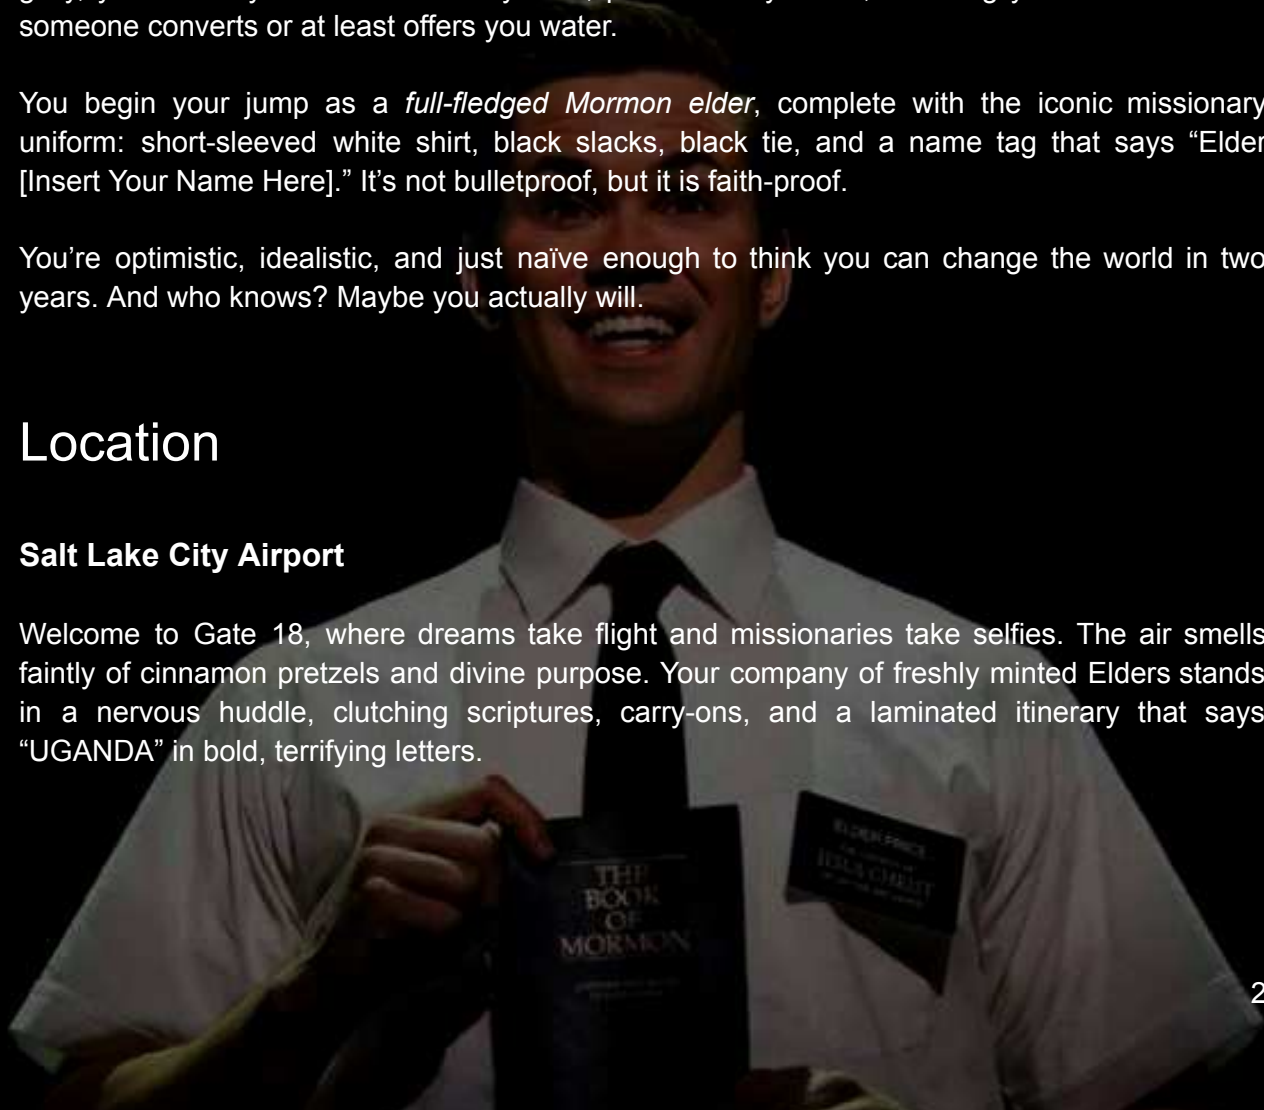 someone converts or at least offers you water.
You begin your jump as a full-fledged Mormon elder, complete with the iconic missionary
uniform: short-sleeved white shirt, black slacks, black tie, and a name tag that says “Elder
[Insert Your Name Here].” It’s not bulletproof, but it is faith-proof.
You’re optimistic, idealistic, and just naïve enough to think you can change the world in two
years. And who knows? Maybe you actually will.
Location
Salt Lake City Airport
Welcome to Gate 18, where dreams take flight and missionaries take selfies. The air smells
faintly of cinnamon pretzels and divine purpose. Your company of freshly minted Elders stands
in a nervous huddle, clutching scriptures, carry-ons, and a laminated itinerary that says
“UGANDA” in bold, terrifying letters.
ELDER PRICE
JESUS CHRIST
THE
BOOK
OF
MORMON
2